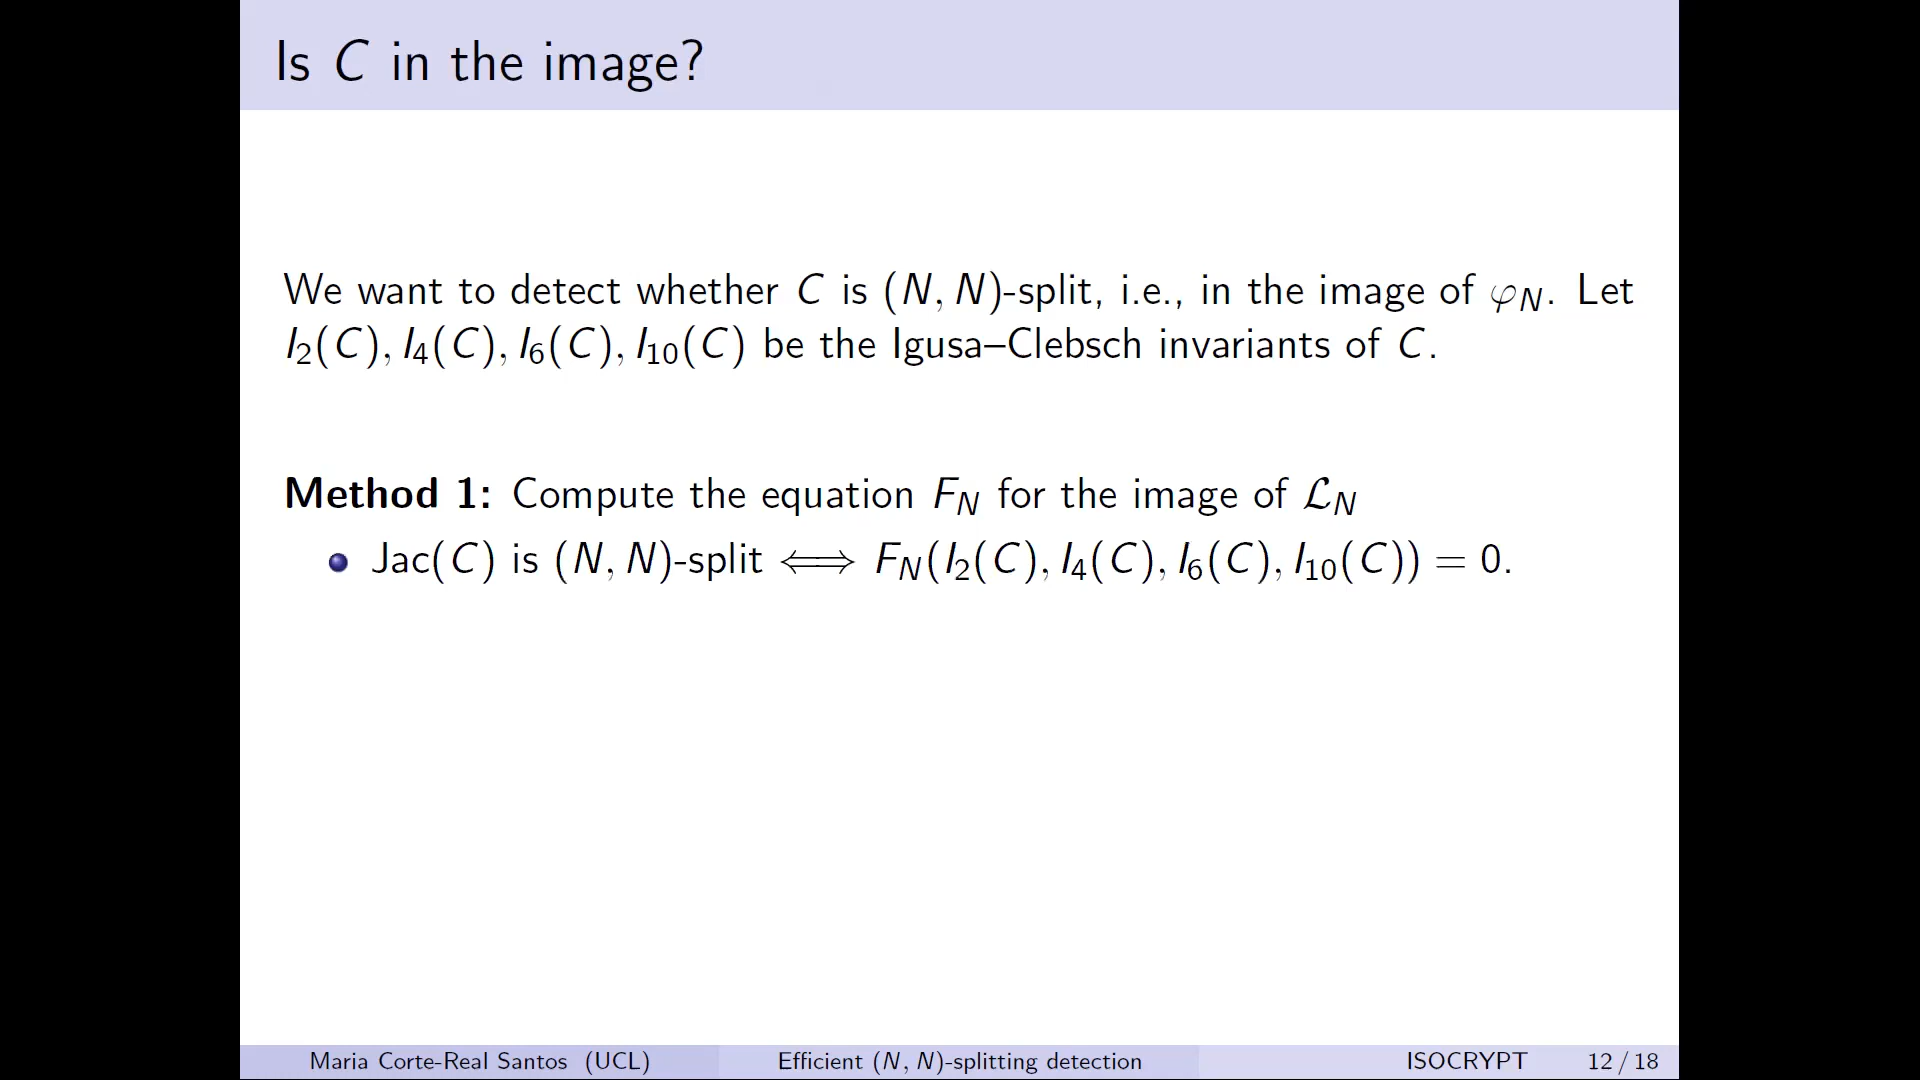 Is C in the image?
We want to detect whether C is (N, N)-split, i.e., in the image of φ_N. Let
I_2(C), I_4(C), I_6(C), I_10(C) be the Igusa–Clebsch invariants of C.
Method 1: Compute the equation F_N for the image of ℒ_N
• Jac(C) is (N, N)-split ⟺ F_N(I_2(C), I_4(C), I_6(C), I_10(C)) = 0.
Maria Corte-Real Santos (UCL) Efficient (N, N)-splitting detection ISOCRYPT 12 / 18